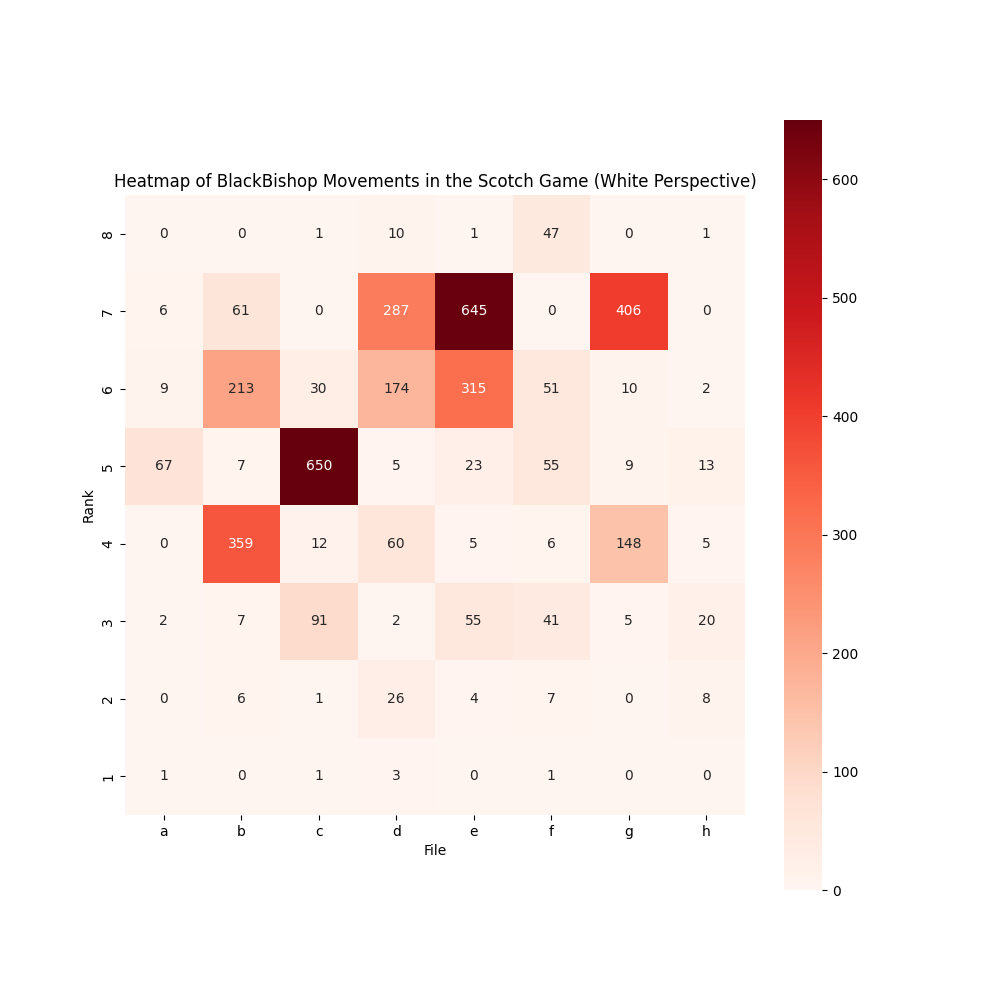 Heatmap of BlackBishop Movements in the Scotch Game (White Perspective)
8 0 0 1 10 1 47 0 1
7 6 61 0 287 645 0 406 0
6 9 213 30 174 315 51 10 2
5 67 7 650 5 23 55 9 13
4 0 359 12 60 5 6 148 5
3 2 7 91 2 55 41 5 20
2 0 6 1 26 4 7 0 8
1 1 0 1 3 0 1 0 0
Rank
a b c d e f g h
File
600
500
400
300
200
100
0